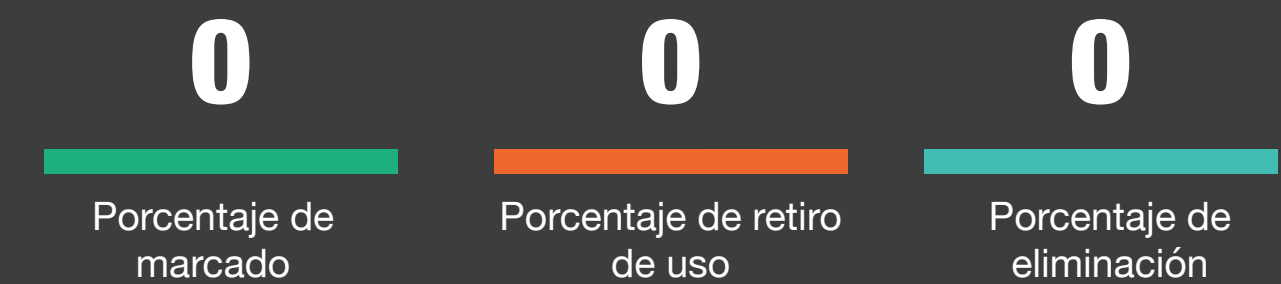 0
Porcentaje de
marcado
0
Porcentaje de retiro
de uso
0
Porcentaje de
eliminación